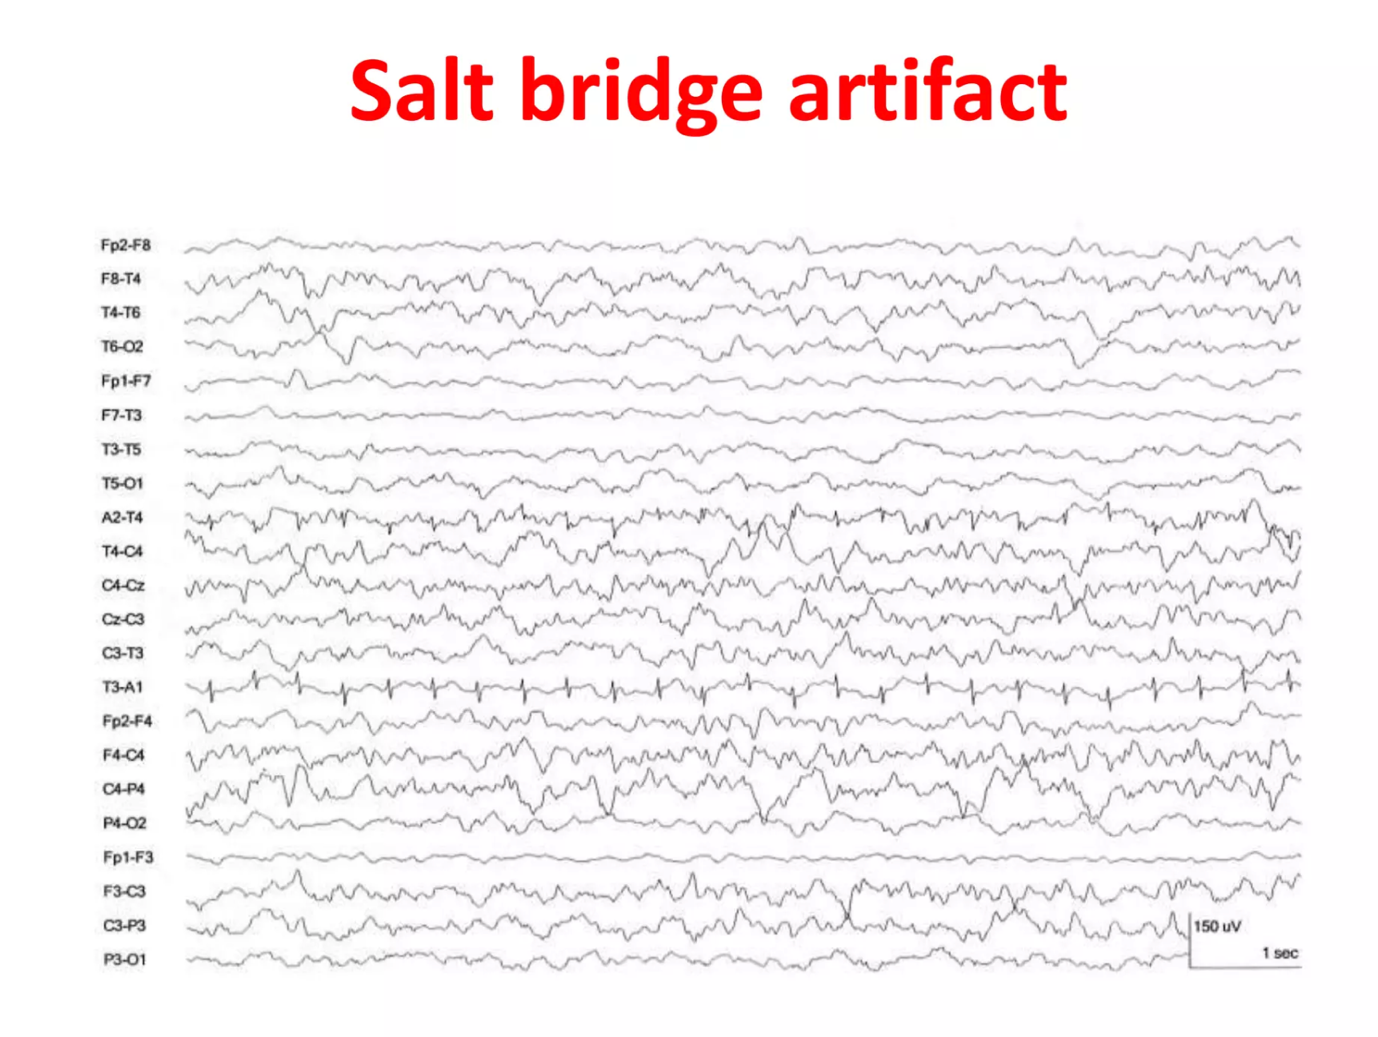 Salt bridge artifact
Fp2-F8
F8-T4
T4-T6
T6-O2
Fp1-F7
F7-T3
T3-T5
T5-O1
A2-T4
T4-C4
C4-Cz
Cz-C3
C3-T3
T3-A1
Fp2-F4
F4-C4
C4-P4
P4-O2
Fp1-F3
F3-C3
C3-P3
150 uV
1 sec
P3-O1